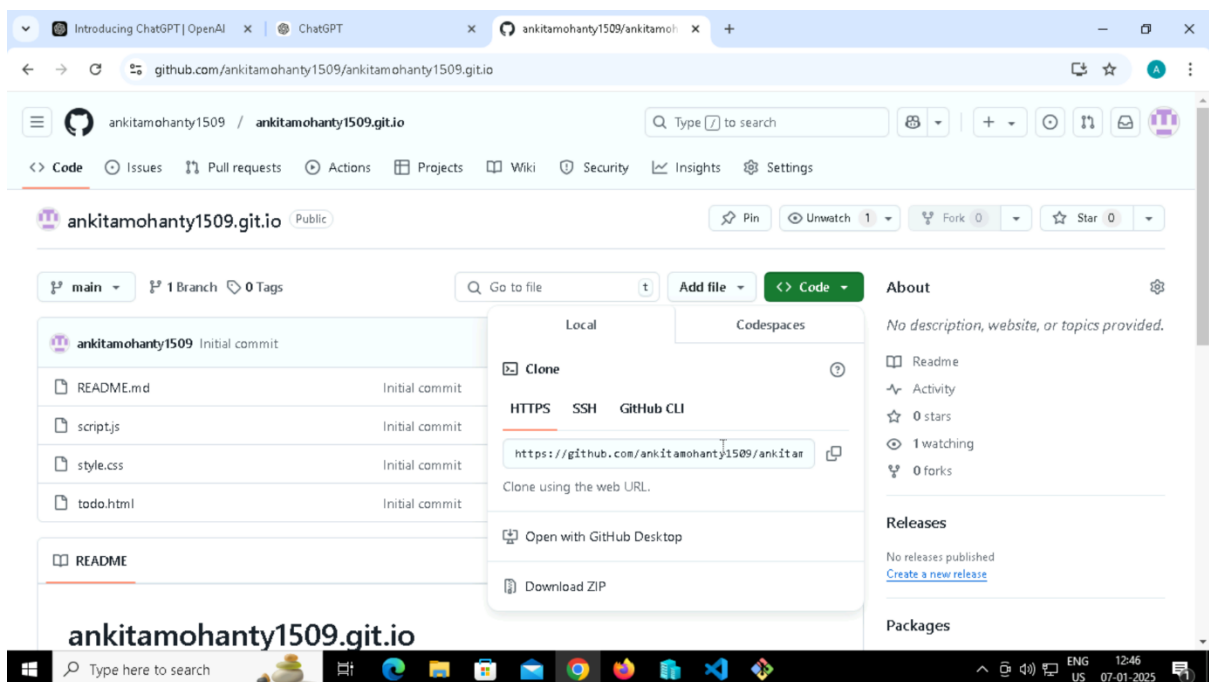 Introducing ChatGPT | OpenAI
ChatGPT
ankitamohanty1509/ankitamoh
github.com/ankitamohanty1509/ankitamohanty1509.git.io
A
ankitamohanty1509 / ankitamohanty1509.git.io
Type / to search
Code Issues Pull requests Actions Projects Wiki Security Insights Settings
ankitamohanty1509.git.io Public
Pin Unwatch 1 Fork 0 Star 0
main 1 Branch 0 Tags
Go to file t Add file Code
ankitamohanty1509 Initial commit
README.md Initial commit
script.js Initial commit
style.css Initial commit
todo.html Initial commit
README
ankitamohanty1509.git.io
Local Codespaces
Clone
HTTPS SSH GitHub CLI
https://github.com/ankitamohanty1509/ankitam
Clone using the web URL.
Open with GitHub Desktop
Download ZIP
About
No description, website, or topics provided.
Readme
Activity
0 stars
1 watching
0 forks
Releases
No releases published
Create a new release
Packages
Type here to search
ENG
US
12:46
07-01-2025
1